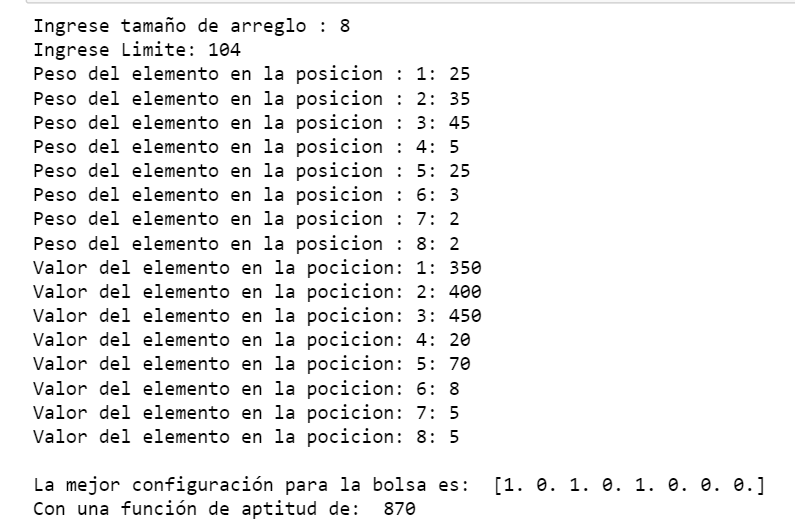 Ingrese tamaño de arreglo : 8
Ingrese Limite: 104
Peso del elemento en la posicion : 1: 25
Peso del elemento en la posicion : 2: 35
Peso del elemento en la posicion : 3: 45
Peso del elemento en la posicion : 4: 5
Peso del elemento en la posicion : 5: 25
Peso del elemento en la posicion : 6: 3
Peso del elemento en la posicion : 7: 2
Peso del elemento en la posicion : 8: 2
Valor del elemento en la pocicion: 1: 350
Valor del elemento en la pocicion: 2: 400
Valor del elemento en la pocicion: 3: 450
Valor del elemento en la pocicion: 4: 20
Valor del elemento en la pocicion: 5: 70
Valor del elemento en la pocicion: 6: 8
Valor del elemento en la pocicion: 7: 5
Valor del elemento en la pocicion: 8: 5
La mejor configuración para la bolsa es:  [1. 0. 1. 0. 1. 0. 0. 0.]
Con una función de aptitud de:  870